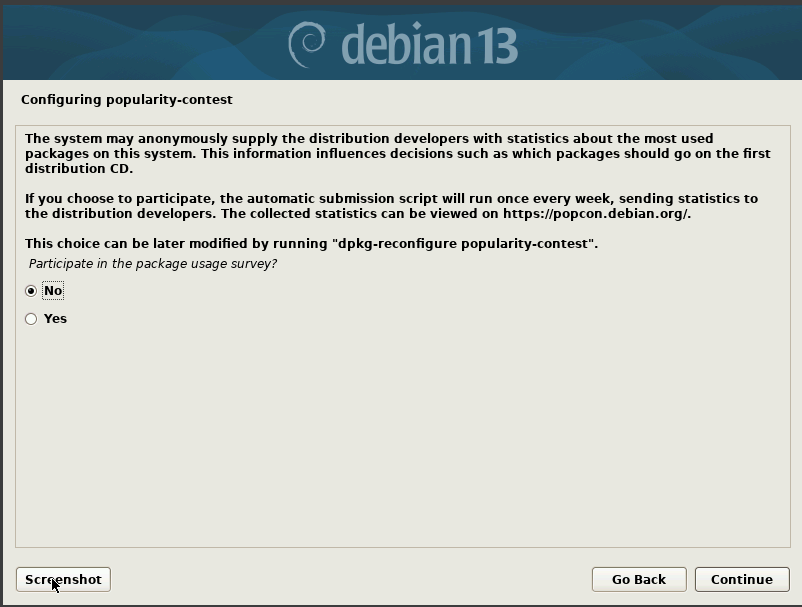 debian 13
Configuring popularity-contest
The system may anonymously supply the distribution developers with statistics about the most used
packages on this system. This information influences decisions such as which packages should go on the first
distribution CD.
If you choose to participate, the automatic submission script will run once every week, sending statistics to
the distribution developers. The collected statistics can be viewed on https://popcon.debian.org/.
This choice can be later modified by running "dpkg-reconfigure popularity-contest".
Participate in the package usage survey?
No
Yes
Screenshot Go Back Continue